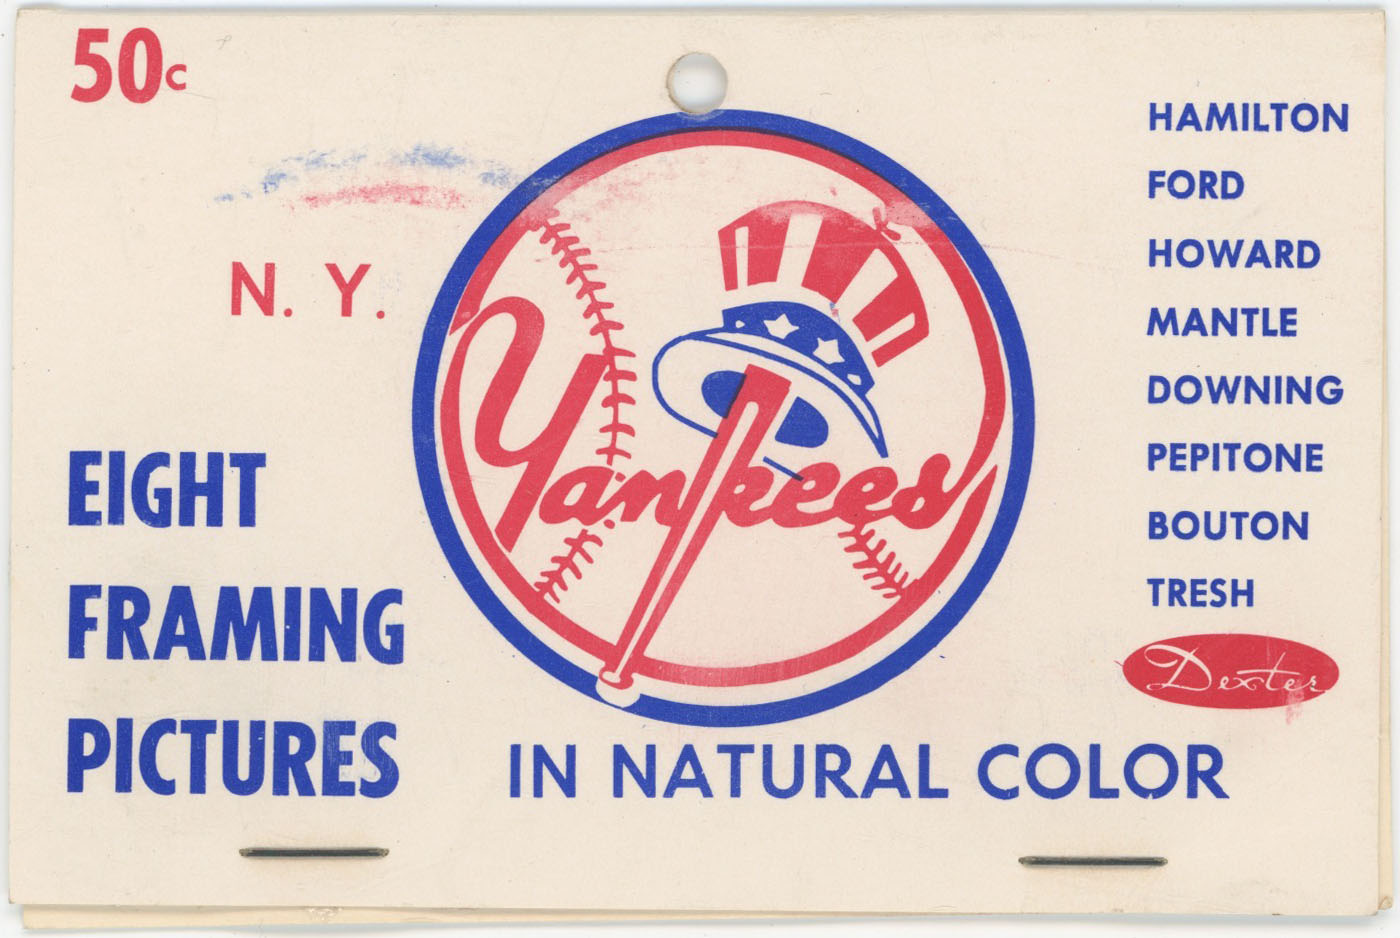 50c
N. Y.
Yankees
EIGHT
FRAMING
PICTURES
IN NATURAL COLOR
HAMILTON
FORD
HOWARD
MANTLE
DOWNING
PEPITONE
BOUTON
TRESH
Dexter